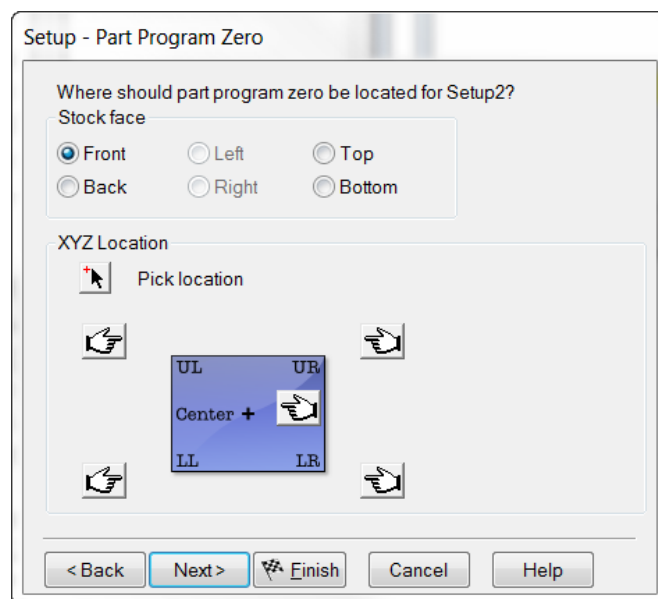 Setup - Part Program Zero
Where should part program zero be located for Setup2?
Stock face
Front Left Top
Back Right Bottom
XYZ Location
Pick location
UL UR
Center +
LL LR
< Back Next > Finish Cancel Help